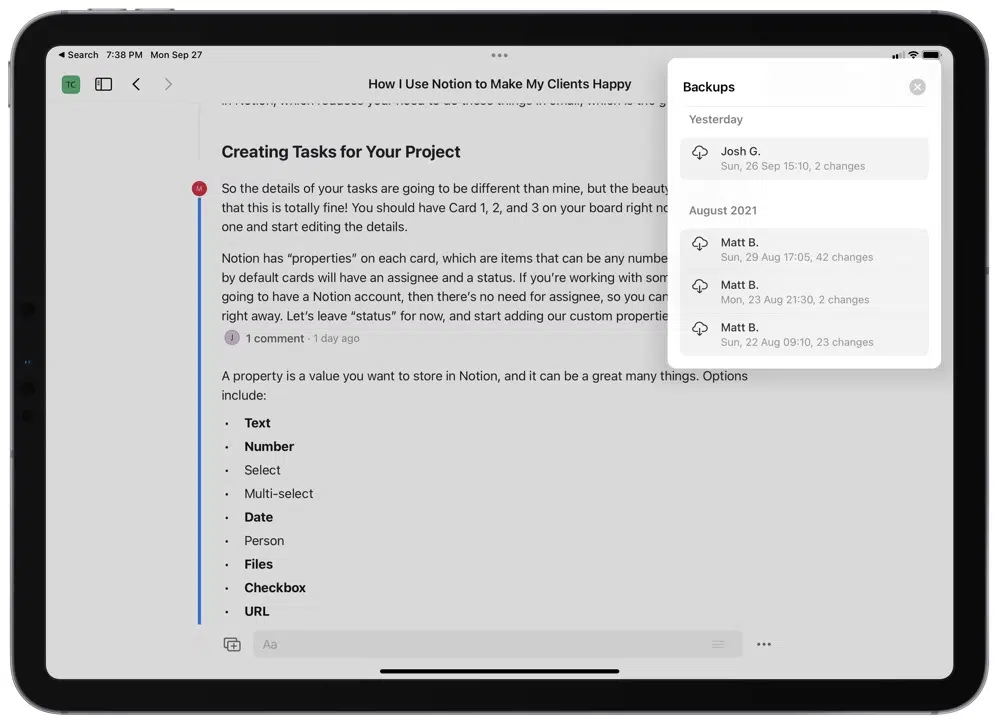 Search 7:38 PM Mon Sep 27
TC
How I Use Notion to Make My Clients Happy
in Notion, which reduces your need to do these things in email, which is the g
Creating Tasks for Your Project
M
So the details of your tasks are going to be different than mine, but the beauty
that this is totally fine! You should have Card 1, 2, and 3 on your board right no
one and start editing the details.
Notion has “properties” on each card, which are items that can be any numbe
by default cards will have an assignee and a status. If you're working with som
going to have a Notion account, then there's no need for assignee, so you can
right away. Let's leave “status” for now, and start adding our custom propertie
J 1 comment · 1 day ago
A property is a value you want to store in Notion, and it can be a great many things. Options
include:
• Text
• Number
• Select
• Multi-select
• Date
• Person
• Files
• Checkbox
• URL
Aa
Backups
Yesterday
Josh G.
Sun, 26 Sep 15:10, 2 changes
August 2021
Matt B.
Sun, 29 Aug 17:05, 42 changes
Matt B.
Mon, 23 Aug 21:30, 2 changes
Matt B.
Sun, 22 Aug 09:10, 23 changes